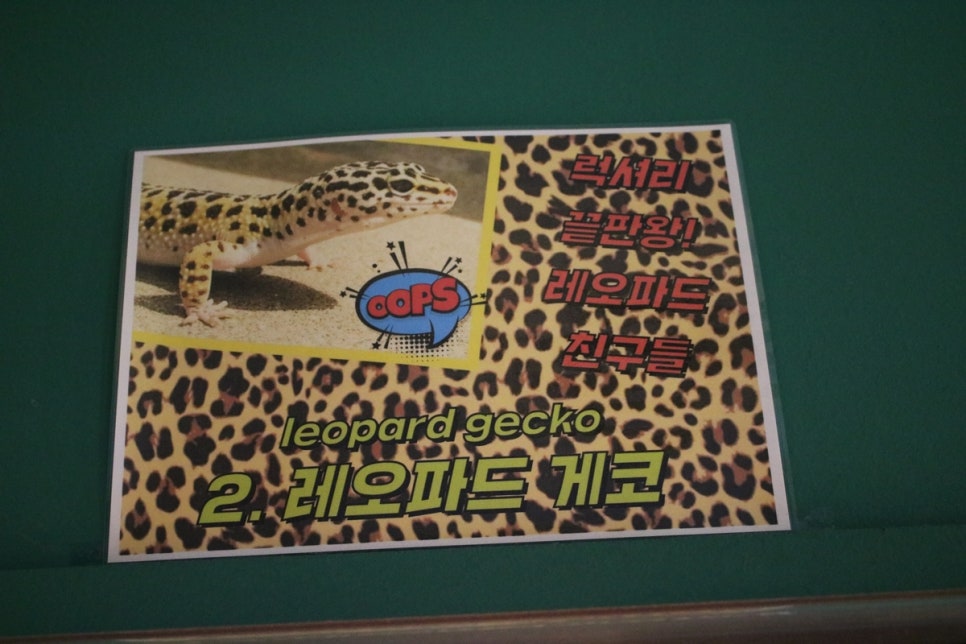 럭셔리
끝판왕!
레오파드
친구들
OOPS
leopard gecko
2. 레오파드 게코